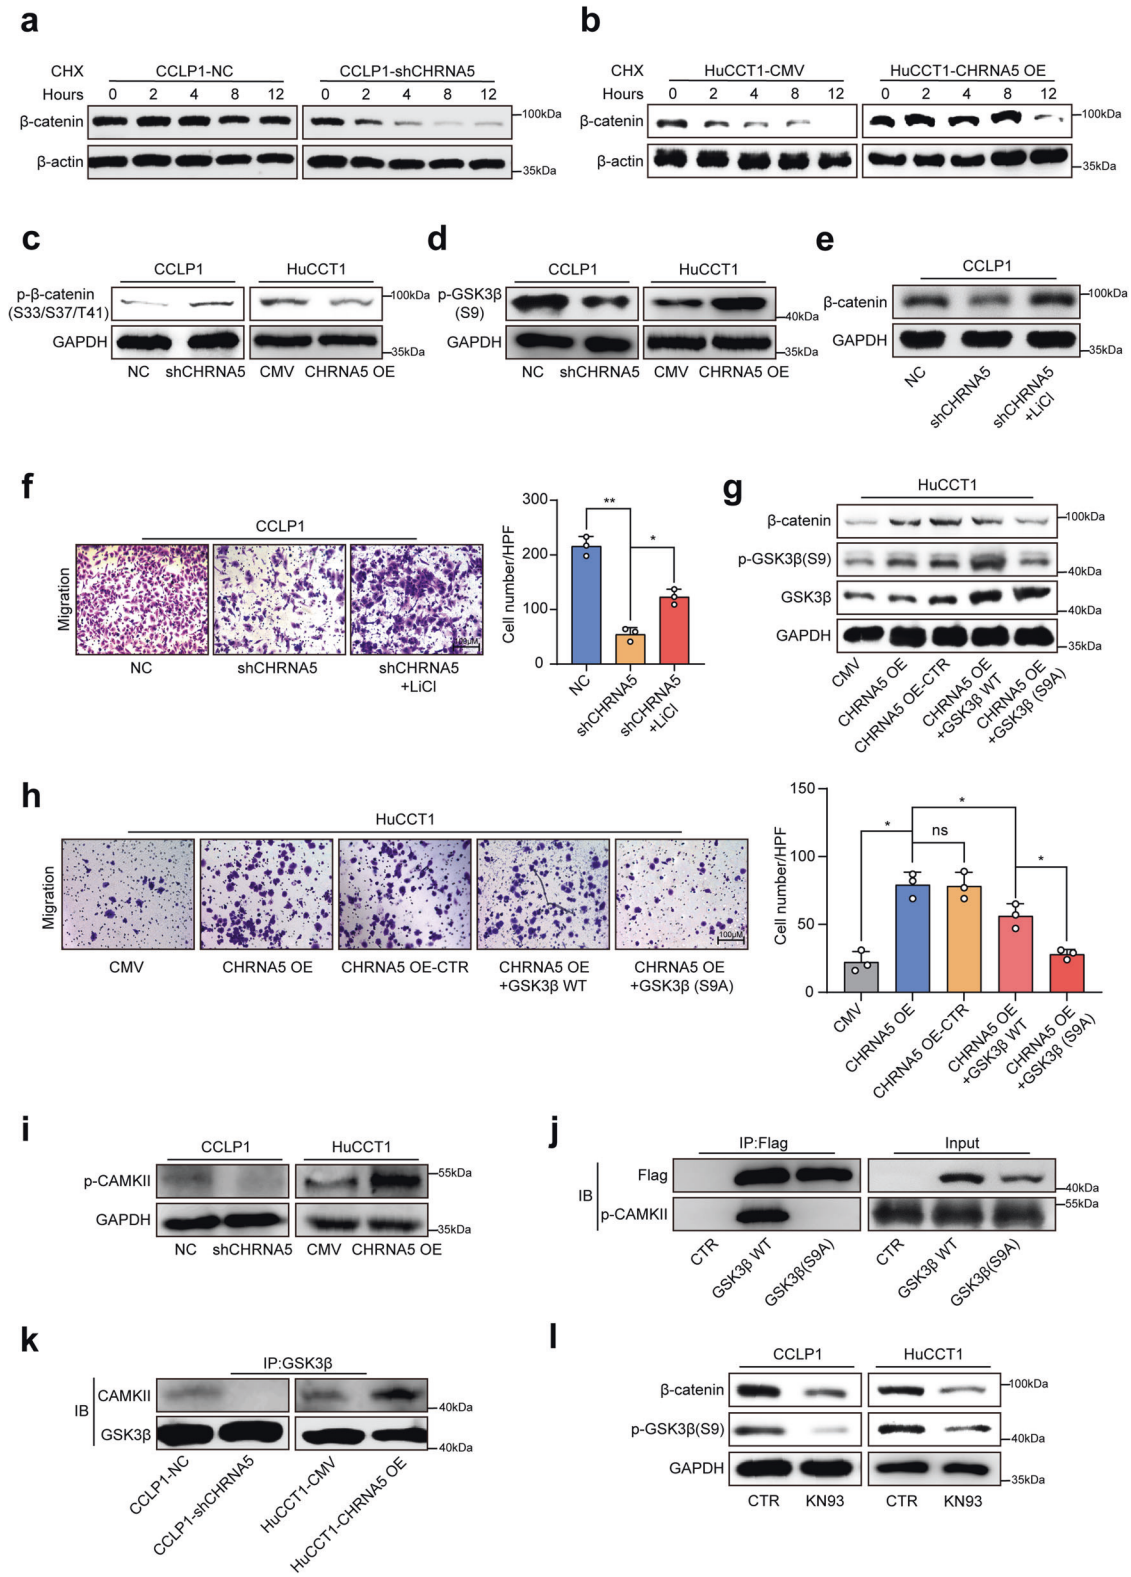 a
CHX CCLP1-NC CCLP1-shCHRNA5
Hours 0 2 4 8 12 0 2 4 8 12
β-catenin 100kDa
β-actin 35kDa
b
CHX HuCCT1-CMV HuCCT1-CHRNA5 OE
Hours 0 2 4 8 12 0 2 4 8 12
β-catenin 100kDa
β-actin 35kDa
c
CCLP1 HuCCT1
p-β-catenin
(S33/S37/T41) 100kDa
GAPDH 35kDa
NC shCHRNA5 CMV CHRNA5 OE
d
CCLP1 HuCCT1
p-GSK3β
(S9) 40kDa
GAPDH 35kDa
NC shCHRNA5 CMV CHRNA5 OE
e
CCLP1
β-catenin 100kDa
GAPDH 35kDa
NC
shCHRNA5
shCHRNA5
+LiCl
f
CCLP1
Migration
100μM
NC shCHRNA5 shCHRNA5
+LiCl
Cell number/HPF
300
200
100
0
**
*
NC
shCHRNA5
shCHRNA5
+LiCl
g
HuCCT1
β-catenin 100kDa
p-GSK3β(S9) 40kDa
GSK3β 40kDa
GAPDH 35kDa
CMV
CHRNA5 OE
CHRNA5 OE-CTR
CHRNA5 OE
+GSK3β WT
CHRNA5 OE
+GSK3β (S9A)
h
HuCCT1
Migration
100μM
CMV CHRNA5 OE CHRNA5 OE-CTR CHRNA5 OE CHRNA5 OE
+GSK3β WT +GSK3β (S9A)
Cell number/HPF
150
100
50
0
*
*
ns
*
CMV
CHRNA5 OE
CHRNA5 OE-CTR
CHRNA5 OE
+GSK3β WT
CHRNA5 OE
+GSK3β (S9A)
i
CCLP1 HuCCT1
p-CAMKII 55kDa
GAPDH 35kDa
NC shCHRNA5 CMV CHRNA5 OE
j
IP:Flag Input
IB
Flag 40kDa
p-CAMKII 55kDa
CTR
GSK3β WT
GSK3β(S9A)
CTR
GSK3β WT
GSK3β(S9A)
k
IP:GSK3β
IB
CAMKII 40kDa
GSK3β 40kDa
CCLP1-NC
CCLP1-shCHRNA5
HuCCT1-CMV
HuCCT1-CHRNA5 OE
l
CCLP1 HuCCT1
β-catenin 100kDa
p-GSK3β(S9) 40kDa
GAPDH 35kDa
CTR KN93 CTR KN93